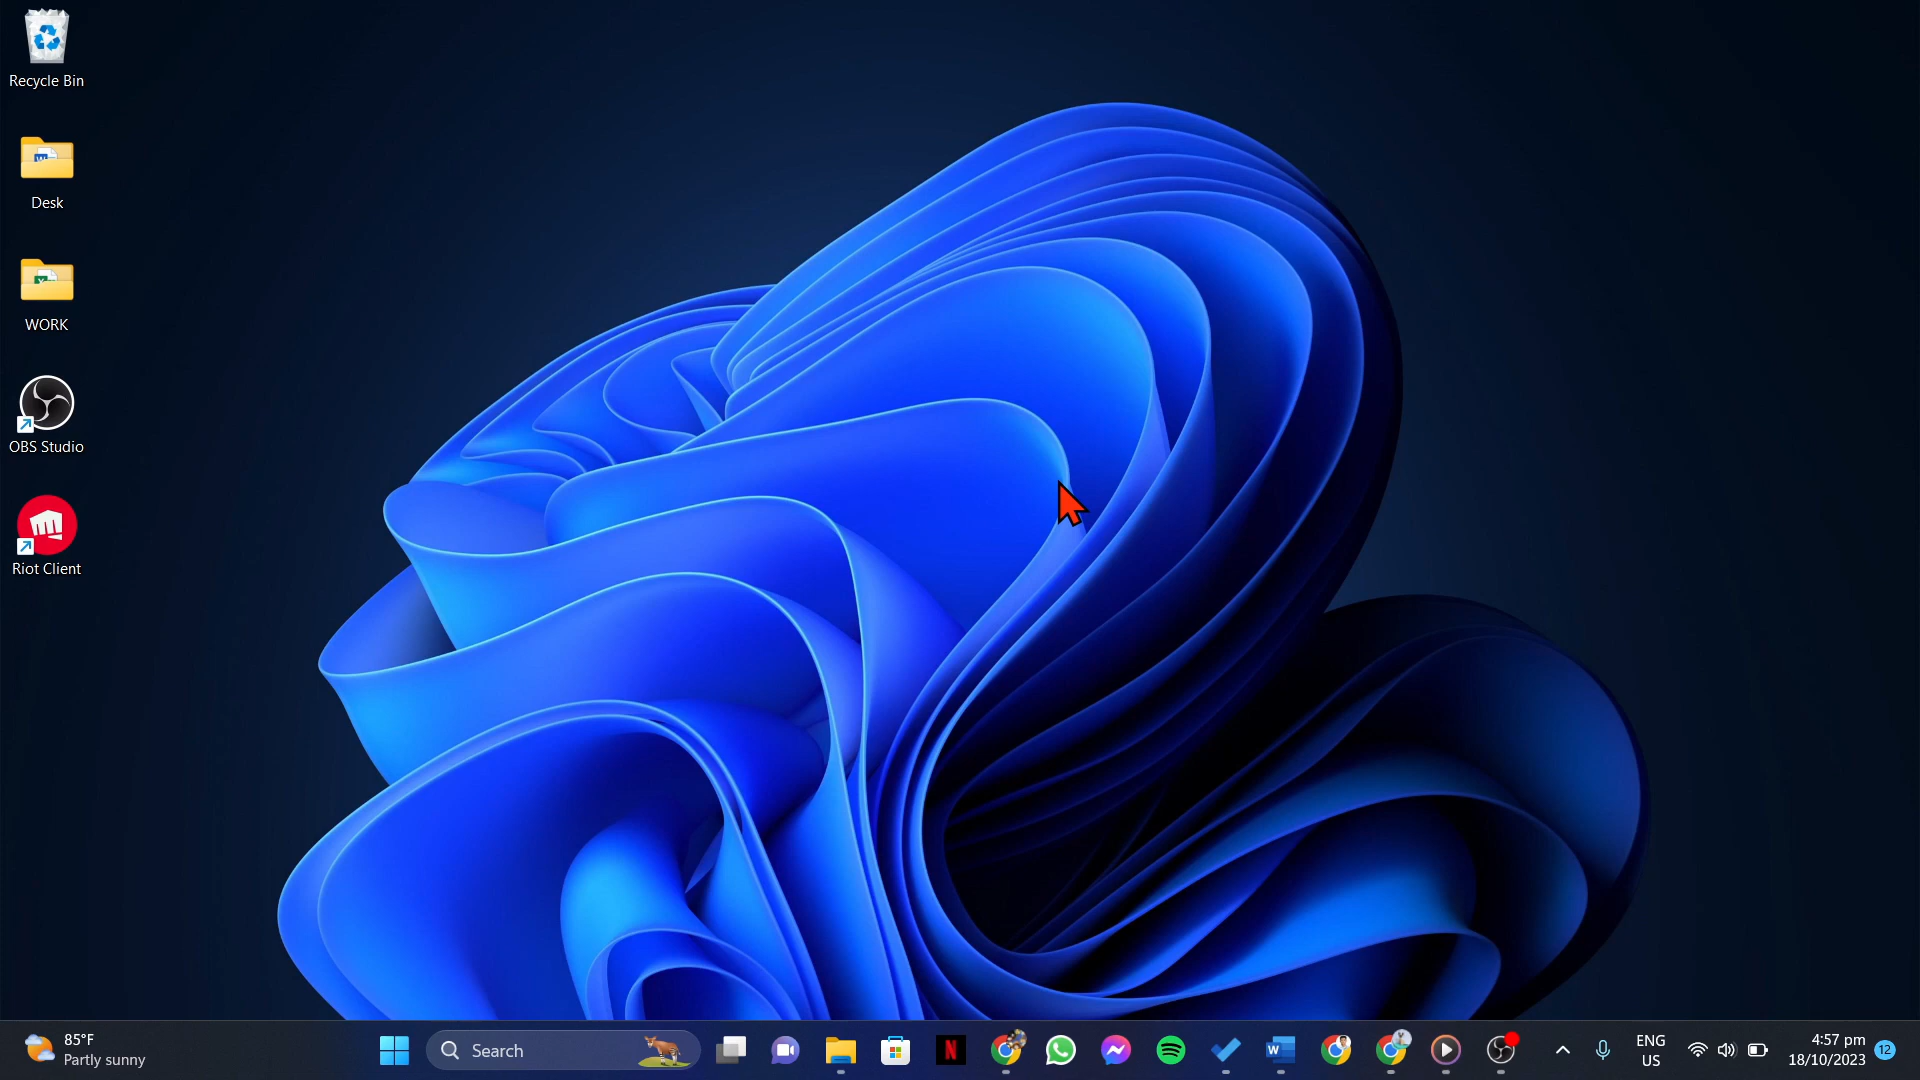 Recycle Bin
Desk
WORK
OBS Studio
Riot Client
85°F
Partly sunny
Search
ENG
US
4:57 pm
18/10/2023
12